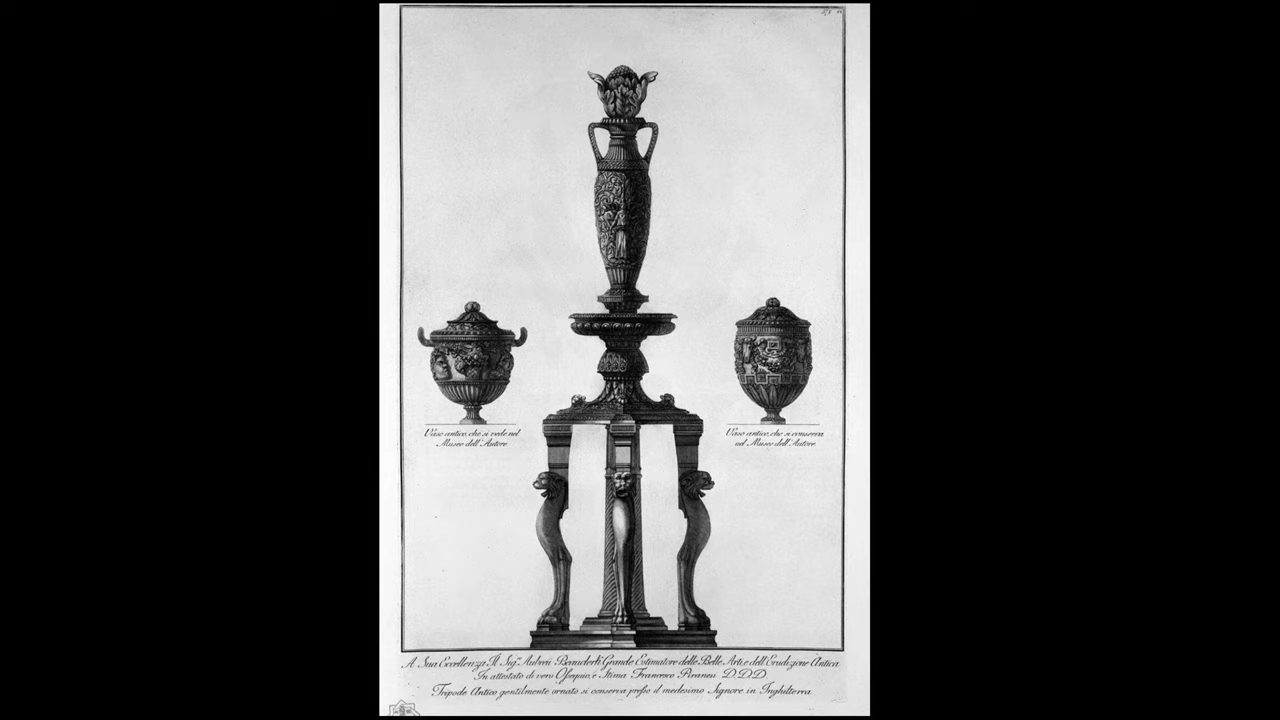 Vaso antico, che si vede nel
Museo dell' Autore
Vaso antico, che si conserva
nel Museo dell' Autore.
A Sua Eccellenza Il Sig.r Aubreii Beauderli Grande Estimatore delle Belle Arti, e dell' Erudizione Antica
In attestato di vero Ossequio, e Stima Francesco Piranesi D. D. D.
Tripode Antico gentilmente ornato si conserva presso il medesimo Signore in Inghilterra